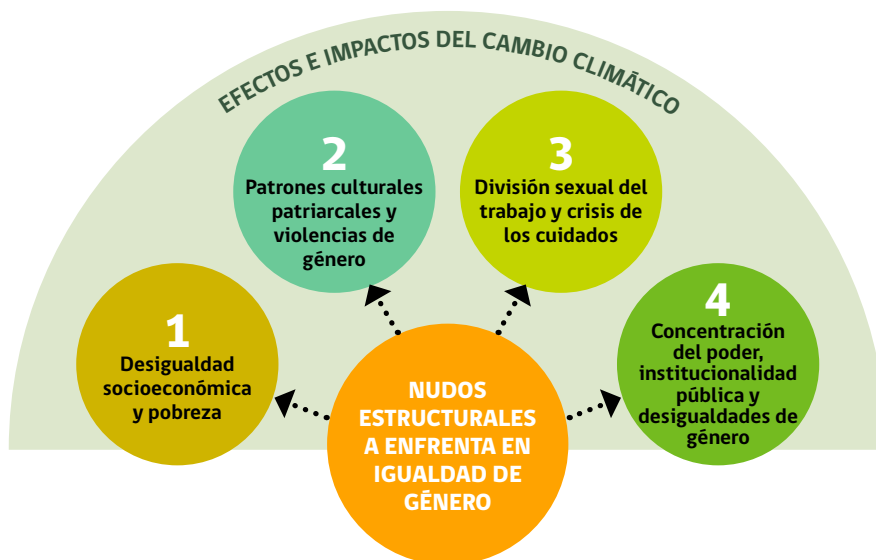 EFECTOS E IMPACTOS DEL CAMBIO CLIMÁTICO
1
Desigualdad
socioeconómica
y pobreza
2
Patrones culturales
patriarcales y
violencias de
género
3
División sexual del
trabajo y crisis de
los cuidados
4
Concentración
del poder,
institucionalidad
pública y
desigualdades de
género
NUDOS
ESTRUCTURALES
A ENFRENTA EN
IGUALDAD DE
GÉNERO